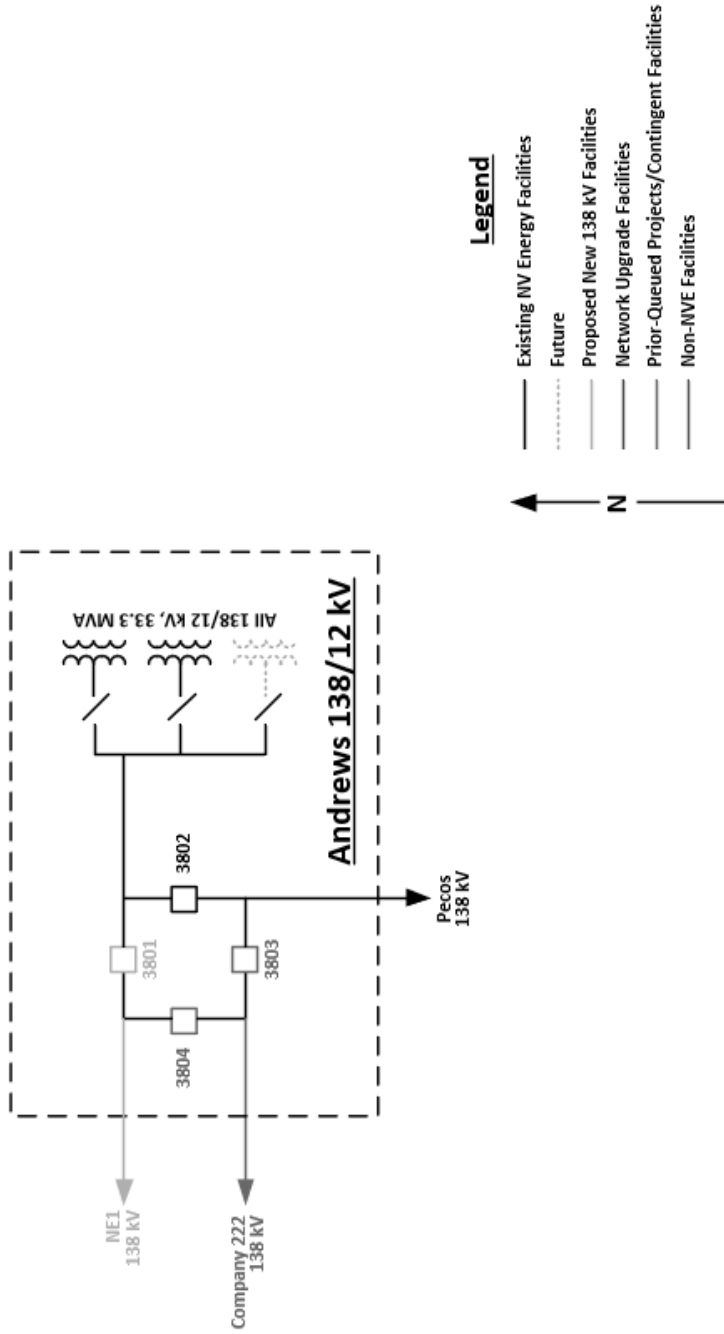 NE1
138 kV
Company 222
138 kV
3801
3802
3803
3804
Pecos
138 kV
All 138/12 kV, 33.3 MVA
Andrews 138/12 kV
N
Legend
Existing NV Energy Facilities
Future
Proposed New 138 kV Facilities
Network Upgrade Facilities
Prior-Queued Projects/Contingent Facilities
Non-NVE Facilities